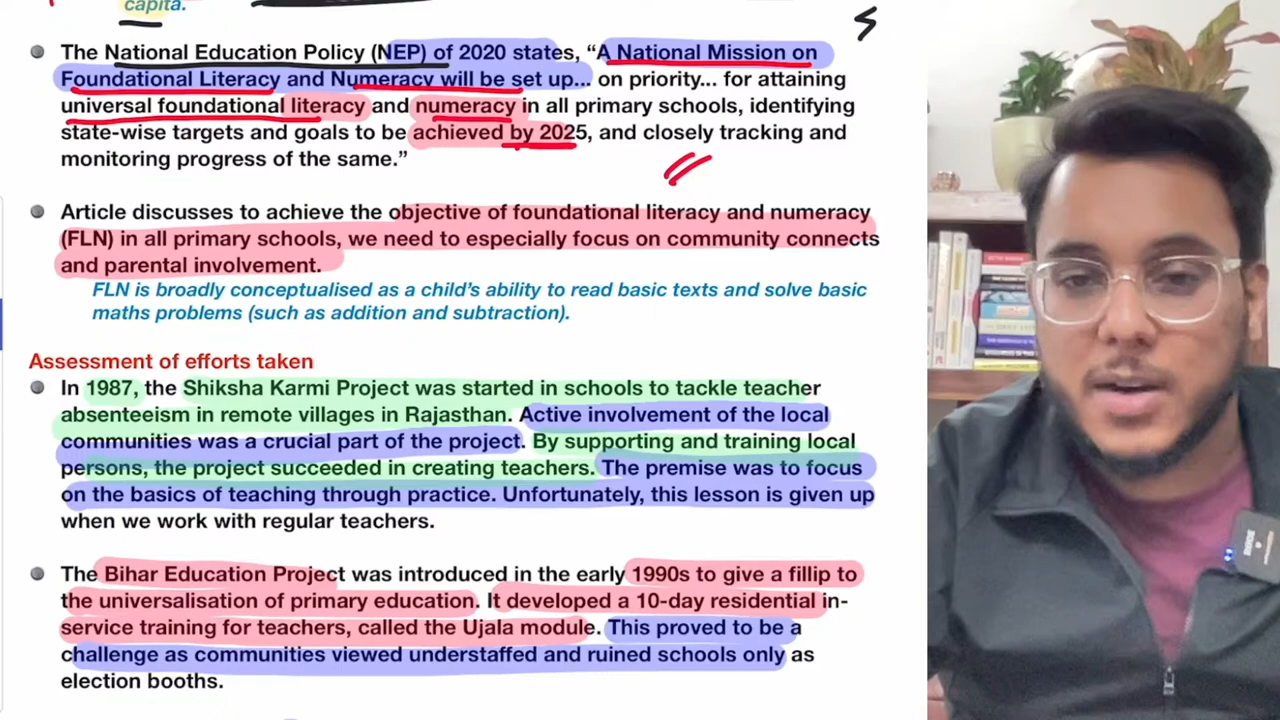 capita.
The National Education Policy (NEP) of 2020 states, “A National Mission on
Foundational Literacy and Numeracy will be set up... on priority... for attaining
universal foundational literacy and numeracy in all primary schools, identifying
state-wise targets and goals to be achieved by 2025, and closely tracking and
monitoring progress of the same.”
Article discusses to achieve the objective of foundational literacy and numeracy
(FLN) in all primary schools, we need to especially focus on community connects
and parental involvement.
FLN is broadly conceptualised as a child’s ability to read basic texts and solve basic
maths problems (such as addition and subtraction).
Assessment of efforts taken
In 1987, the Shiksha Karmi Project was started in schools to tackle teacher
absenteeism in remote villages in Rajasthan. Active involvement of the local
communities was a crucial part of the project. By supporting and training local
persons, the project succeeded in creating teachers. The premise was to focus
on the basics of teaching through practice. Unfortunately, this lesson is given up
when we work with regular teachers.
The Bihar Education Project was introduced in the early 1990s to give a fillip to
the universalisation of primary education. It developed a 10-day residential in-
service training for teachers, called the Ujala module. This proved to be a
challenge as communities viewed understaffed and ruined schools only as
election booths.